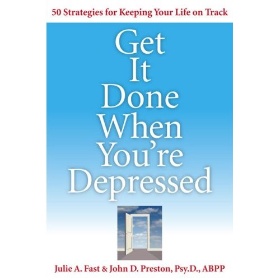 50 Strategies for Keeping Your Life on Track
Get
It
Done
When
You're
Depressed
Julie A. Fast & John D. Preston, Psy.D., ABPP